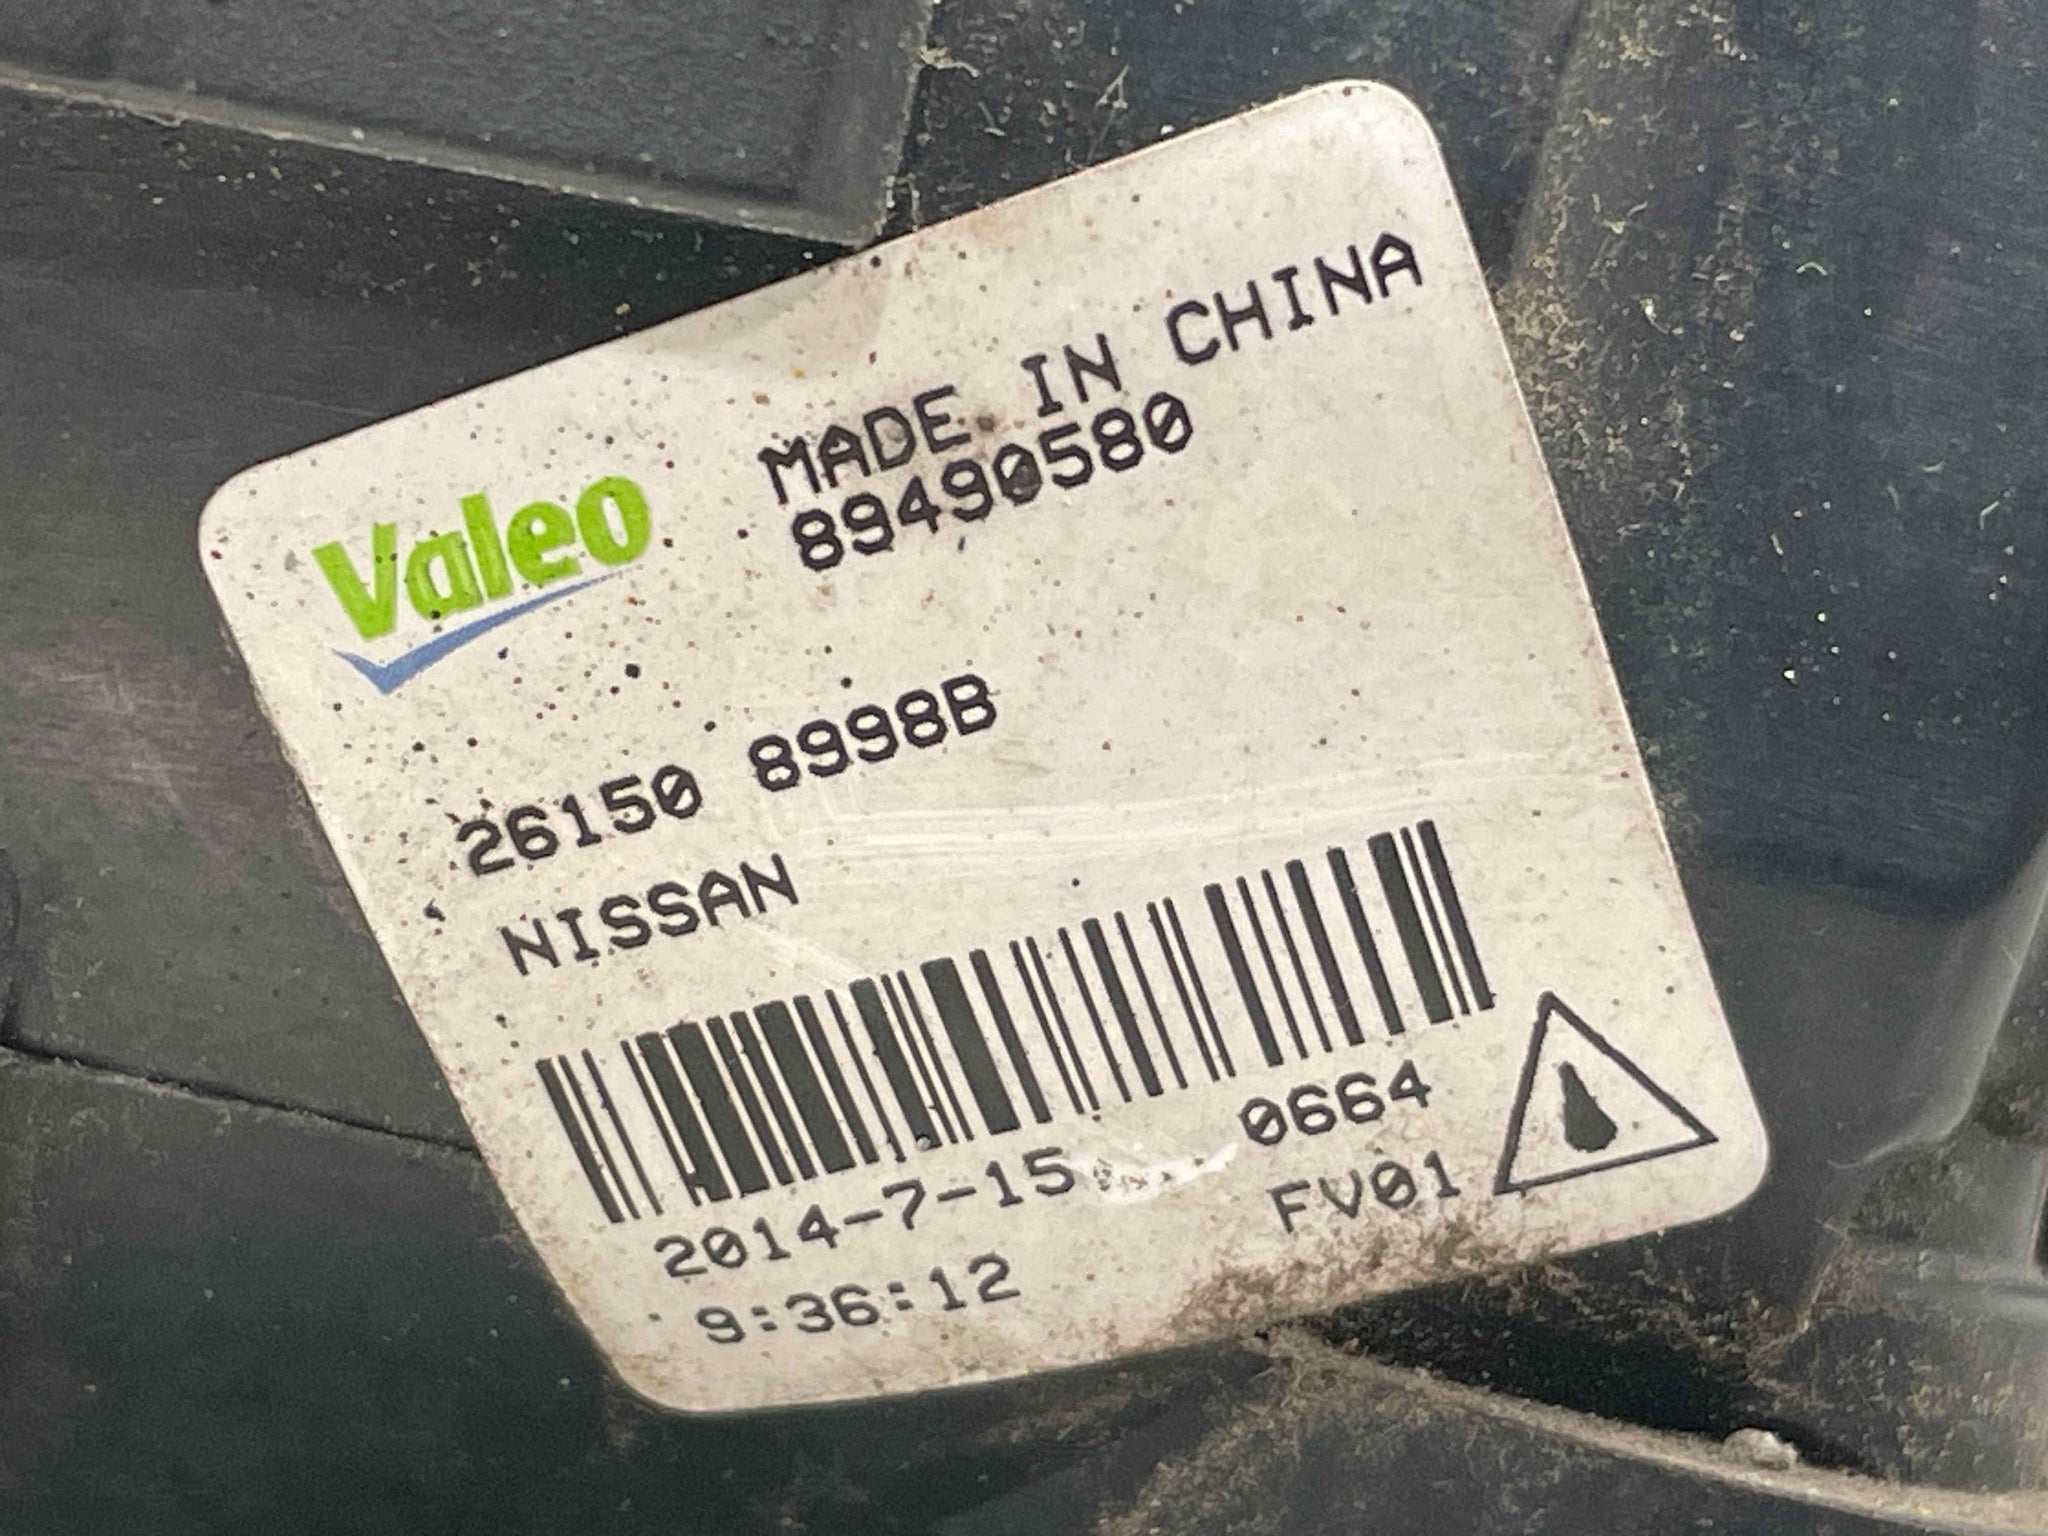 Valeo
MADE IN CHINA
89490580
26150 8998B
NISSAN
0664
2014-7-15
FV01
9:36:12